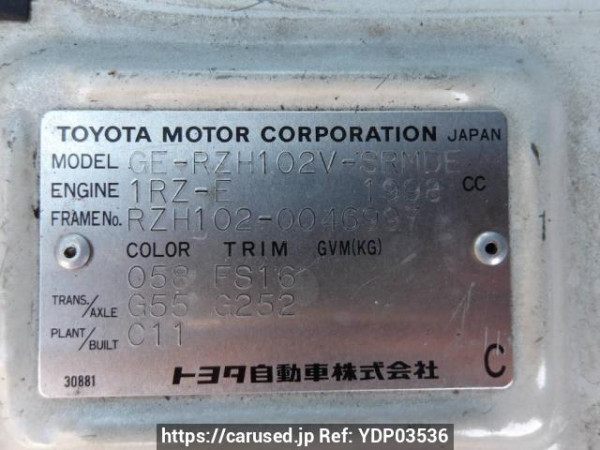 TOYOTA MOTOR CORPORATION JAPAN
MODEL GE-RZH102V-SRMDE
ENGINE 1RZ-E 1998 CC
FRAME No. RZH102-0046997
COLOR TRIM GVM(KG)
058 FS16
TRANS./AXLE G55 G252
PLANT/BUILT C11
30881 トヨタ自動車株式会社 C
https://carused.jp Ref: YDP03536